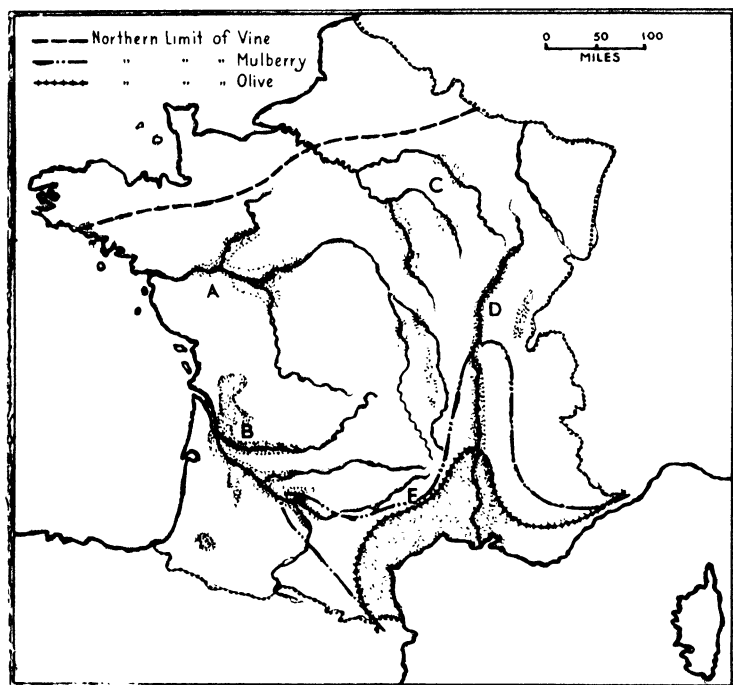 Northern Limit of Vine
" " " Mulberry
" " " Olive
0 50 100
MILES
C
A
D
B
E